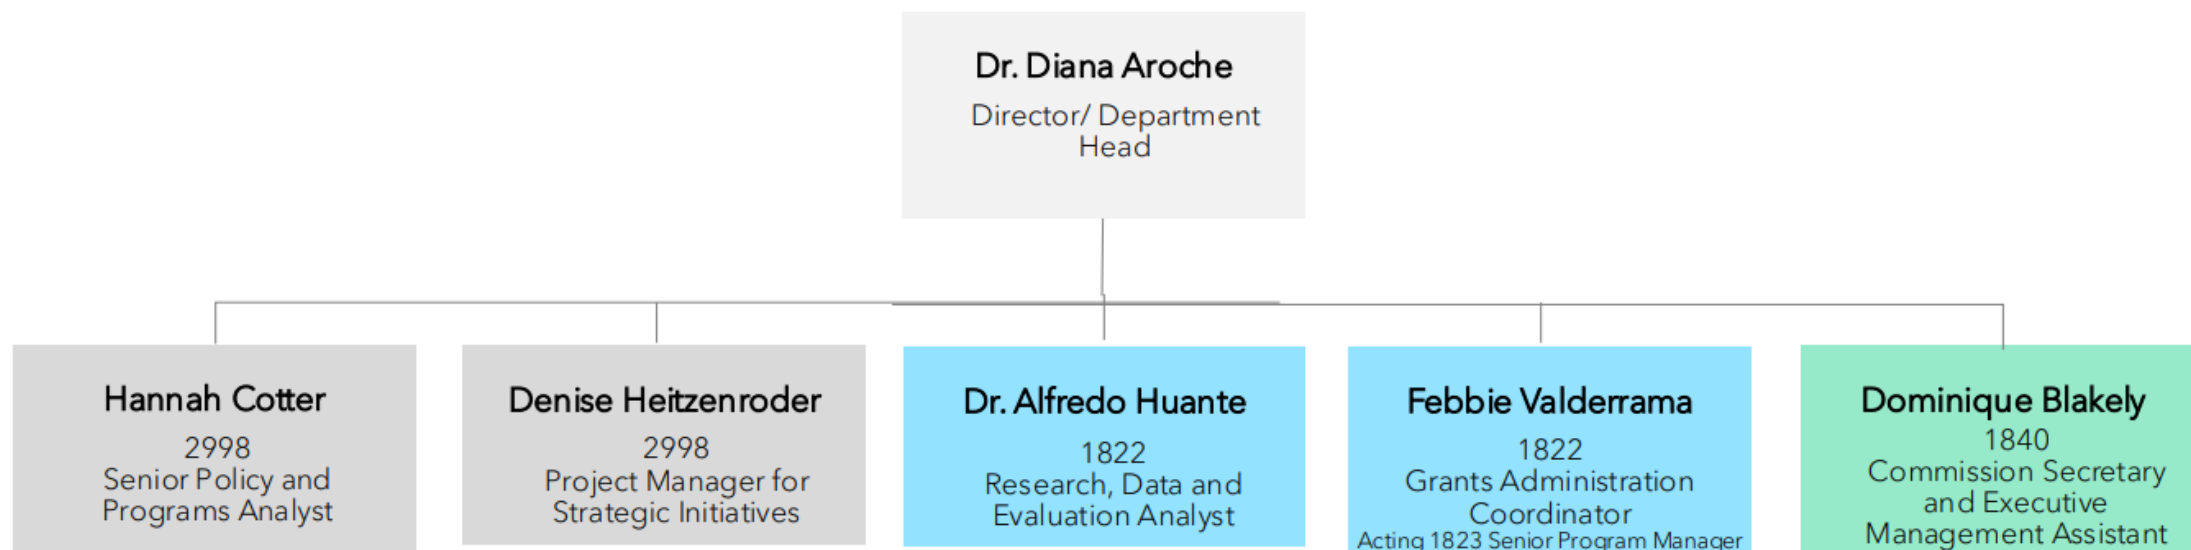 Dr. Diana Aroche
Director/ Department
Head
Hannah Cotter
2998
Senior Policy and
Programs Analyst
Denise Heitzenroder
2998
Project Manager for
Strategic Initiatives
Dr. Alfredo Huante
1822
Research, Data and
Evaluation Analyst
Febbie Valderrama
1822
Grants Administration
Coordinator
Acting 1823 Senior Program Manager
Dominique Blakely
1840
Commission Secretary
and Executive
Management Assistant